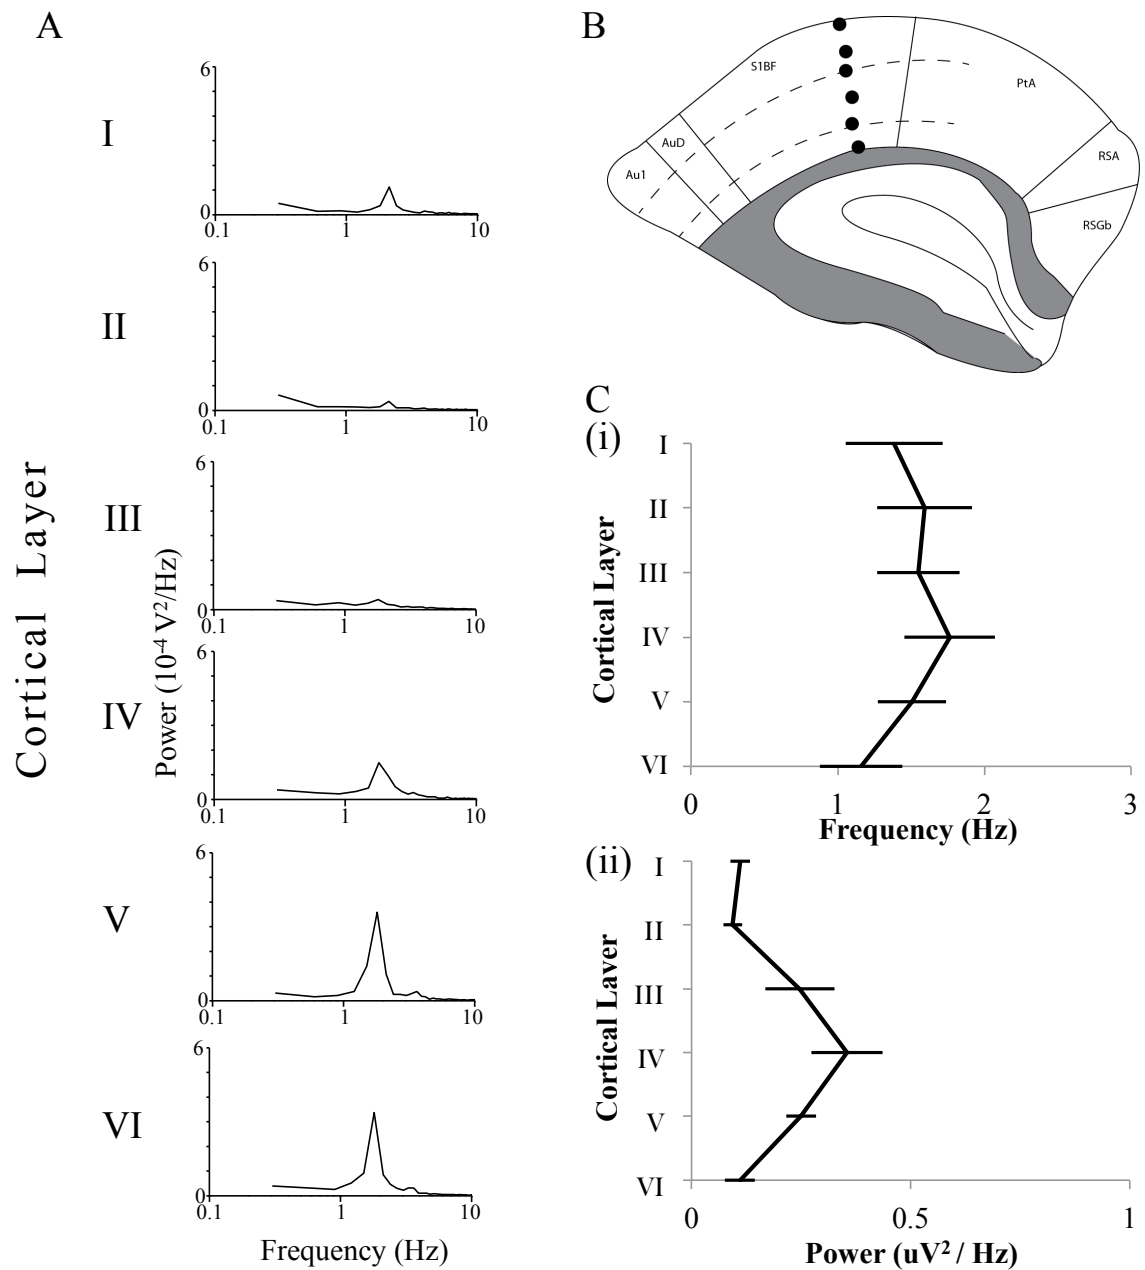 A
Cortical Layer
Power (10-4 V2/Hz)
I
6
0
0.1 1 10
II
6
0
0.1 1 10
III
6
0
0.1 1 10
IV
6
0
0.1 1 10
V
6
0
0.1 1 10
VI
6
0
0.1 1 10
Frequency (Hz)
B
S1BF
PtA
AuD
Au1
RSA
RSGb
C
(i)
Cortical Layer
I
II
III
IV
V
VI
0 1 2 3
Frequency (Hz)
(ii)
Cortical Laver
I
II
III
IV
V
VI
0 0.5 1
Power (uV2 / Hz)